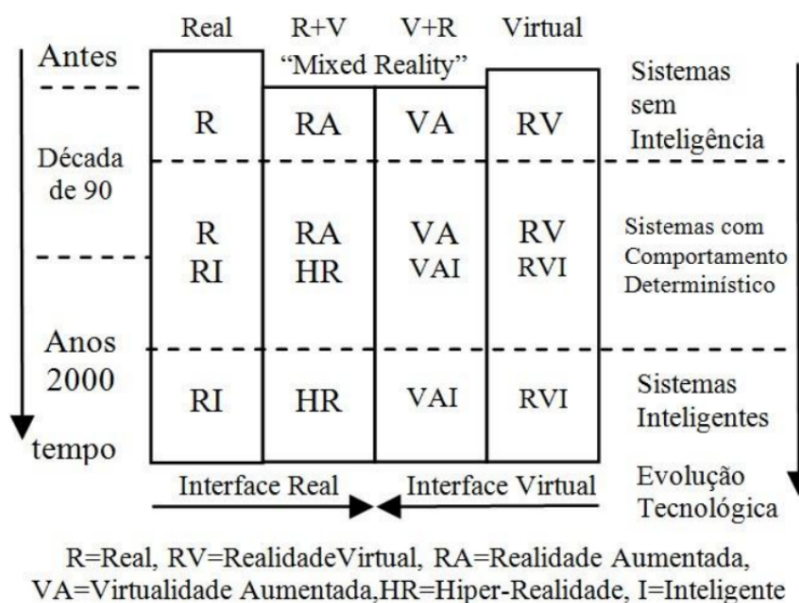 Real R+V V+R Virtual
Antes
“Mixed Reality”
Sistemas
sem
Inteligência
R RA VA RV
Década
de 90
R RA VA RV
RI HR VAI RVI
Sistemas com
Comportamento
Determinístico
Anos
2000
RI HR VAI RVI
Sistemas
Inteligentes
tempo
Interface Real Interface Virtual
Evolução
Tecnológica
R=Real, RV=RealidadeVirtual, RA=Realidade Aumentada,
VA=Virtualidade Aumentada,HR=Hiper-Realidade, I=Inteligente